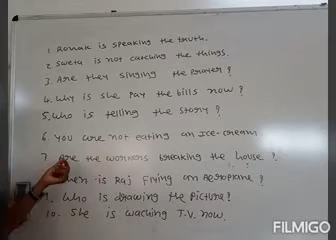 1. Ronak is speaking the truth.
2. Sweta is not catching the things.
3. Are they singing the prayer?
4. Why is she pay the bills now?
5. Who is telling the story?
6. You are not eating an Ice-cream
7. Are the workers breaking the house?
is Raj Flying an Aeroplane?
9. Who is drawing the picture?
10. She is waching T.V. now.
FILMIGO